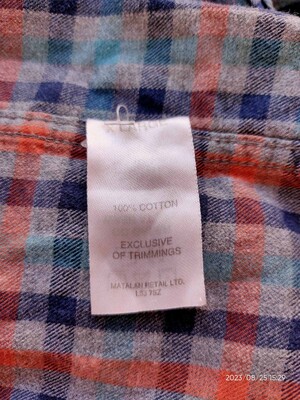 100% COTTON
EXCLUSIVE
OF TRIMMINGS
MATALAN RETAIL LTD.
2023/08/25 15:29